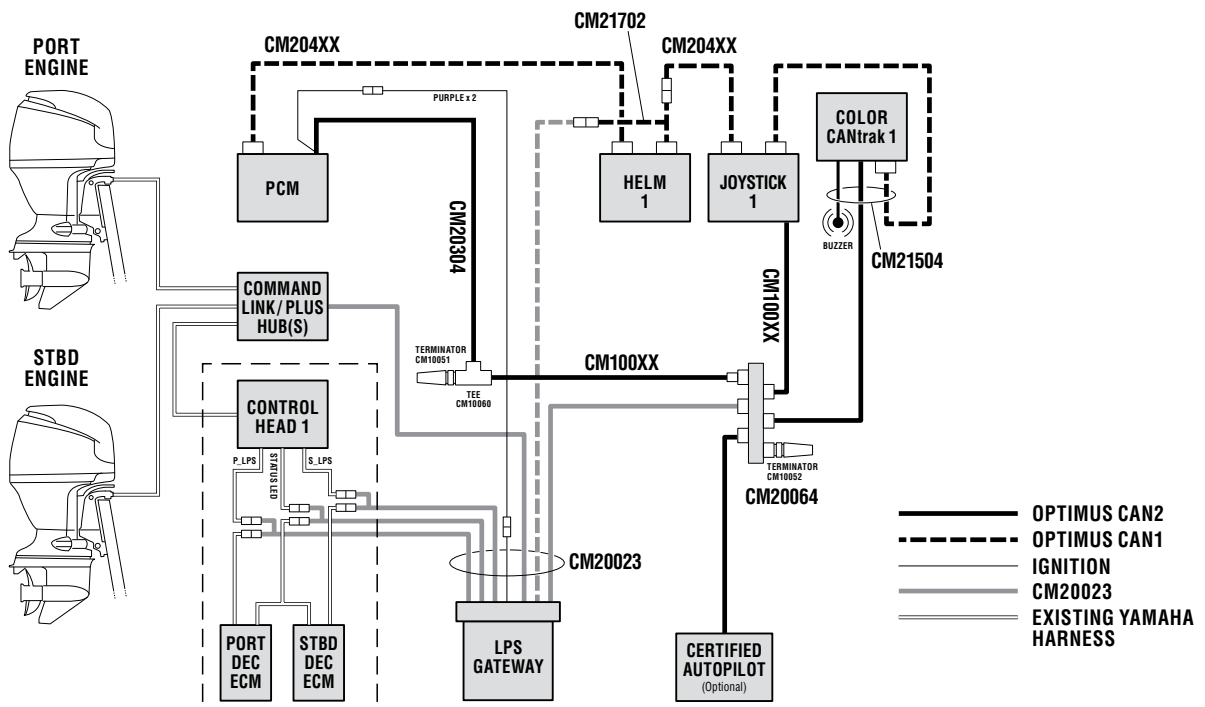 CM21702
PORT
ENGINE
CM204XX
CM204XX
PURPLE x 2
COLOR
CANtrak 1
PCM
HELM
1
JOYSTICK
1
BUZZER
CM21504
CM20304
CM100XX
COMMAND
LINK/PLUS
HUB(S)
STBD
ENGINE
TERMINATOR
CM10051
CM100XX
TEE
CM10060
CONTROL
HEAD 1
P_LPS
STATUS LED
S_LPS
TERMINATOR
CM10052
CM20064
OPTIMUS CAN2
OPTIMUS CAN1
IGNITION
CM20023
EXISTING YAMAHA
HARNESS
CM20023
PORT
DEC
ECM
STBD
DEC
ECM
LPS
GATEWAY
CERTIFIED
AUTOPILOT
(Optional)